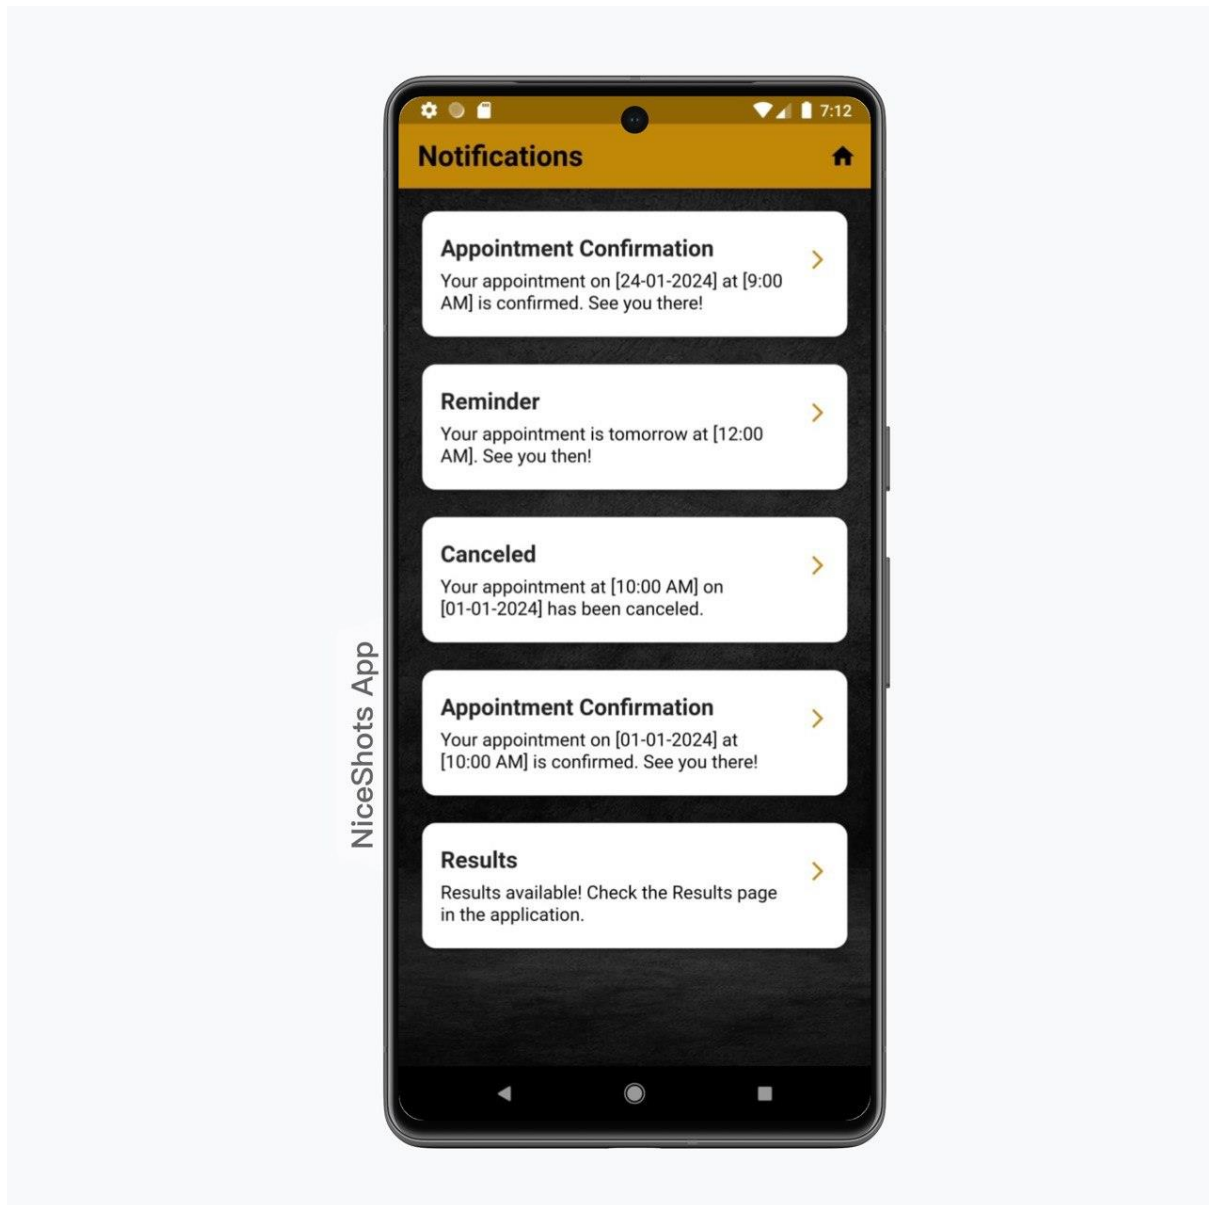 7:12
Notifications
Appointment Confirmation
Your appointment on [24-01-2024] at [9:00
AM] is confirmed. See you there!
Reminder
Your appointment is tomorrow at [12:00
AM]. See you then!
Canceled
Your appointment at [10:00 AM] on
[01-01-2024] has been canceled.
Appointment Confirmation
Your appointment on [01-01-2024] at
[10:00 AM] is confirmed. See you there!
Results
Results available! Check the Results page
in the application.
NiceShots App